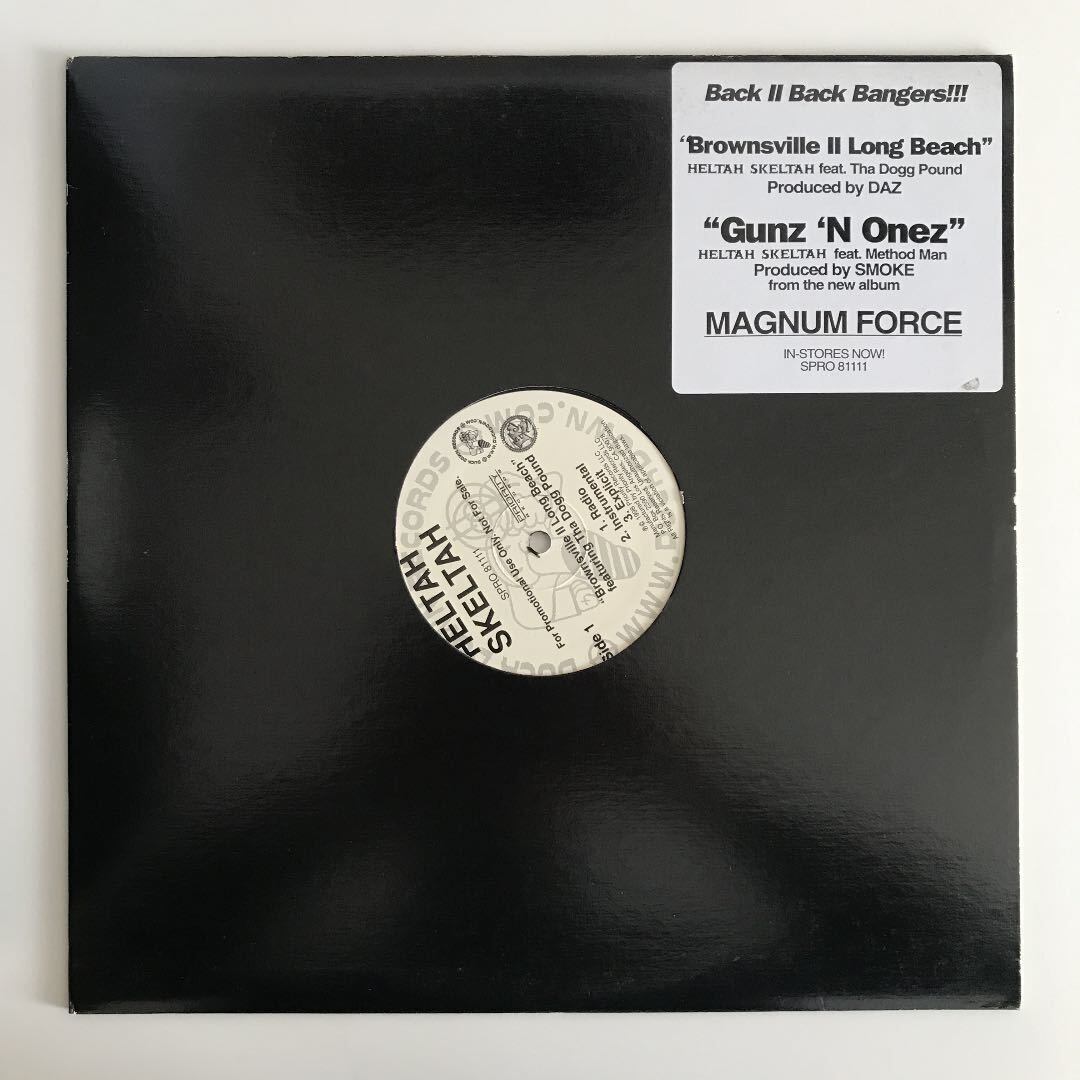 Back II Back Bangers!!!
“Brownsville II Long Beach”
HELTAH SKELTAH feat. Tha Dogg Pound
Produced by DAZ
“Gunz ‘N Onez”
HELTAH SKELTAH feat. Method Man
Produced by SMOKE
from the new album
MAGNUM FORCE
IN-STORES NOW!
SPRO 81111
HELTAH
SKELTAH
SPRO 81111
For Promotional Use Only. Not For Sale.
PRIORITY
Side 1
"Brownsville II Long Beach"
featuring Tha Dogg Pound
1. Radio
2. Instrumental
3. Explicit